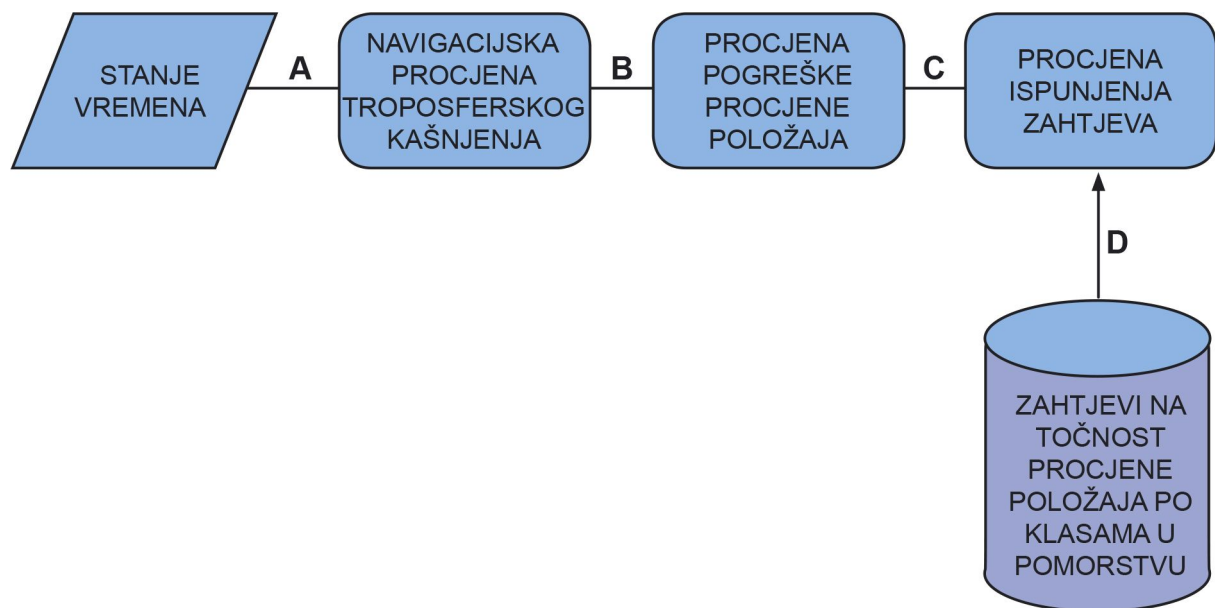 STANJE
VREMENA
A
NAVIGACIJSKA
PROCJENA
TROPOSFERSKOG
KAŠNJENJA
B
PROCJENA
POGREŠKE
PROCJENE
POLOŽAJA
C
PROCJENA
ISPUNJENJA
ZAHTJEVA
D
ZAHTJEVI NA
TOČNOST
PROCJENE
POLOŽAJA PO
KLASAMA U
POMORSTVU